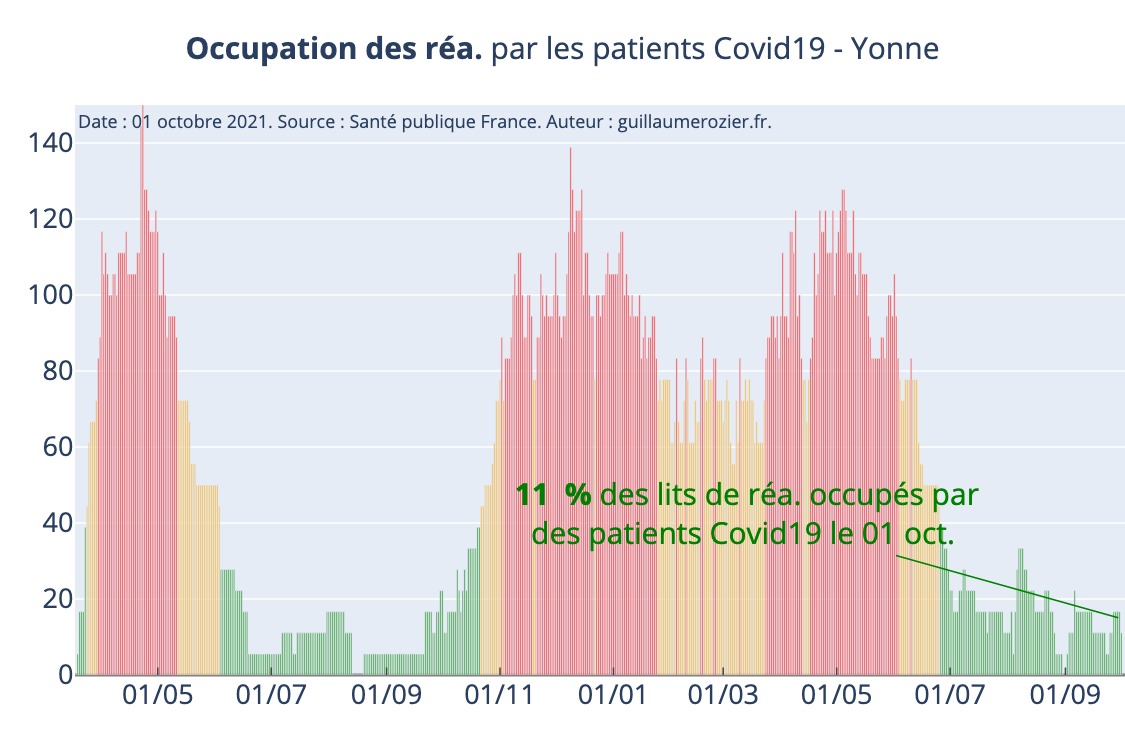 Occupation des réa. par les patients Covid19 - Yonne
Date : 01 octobre 2021. Source : Santé publique France. Auteur : guillaumerozier.fr.
140
120
100
80
60
11 % des lits de réa. occupés par
des patients Covid19 le 01 oct.
40
20
0
01/05 01/07 01/09 01/11 01/01 01/03 01/05 01/07 01/09